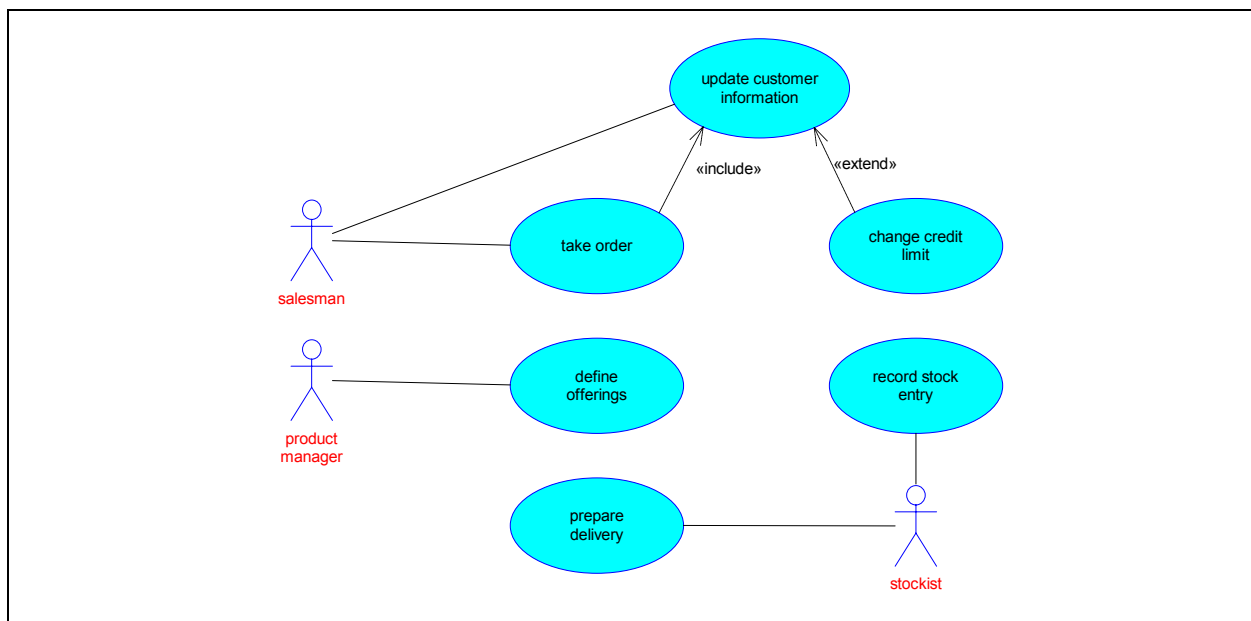 update customer
information
«include»
«extend»
take order
change credit
limit
salesman
define
offerings
record stock
entry
product
manager
prepare
delivery
stockist